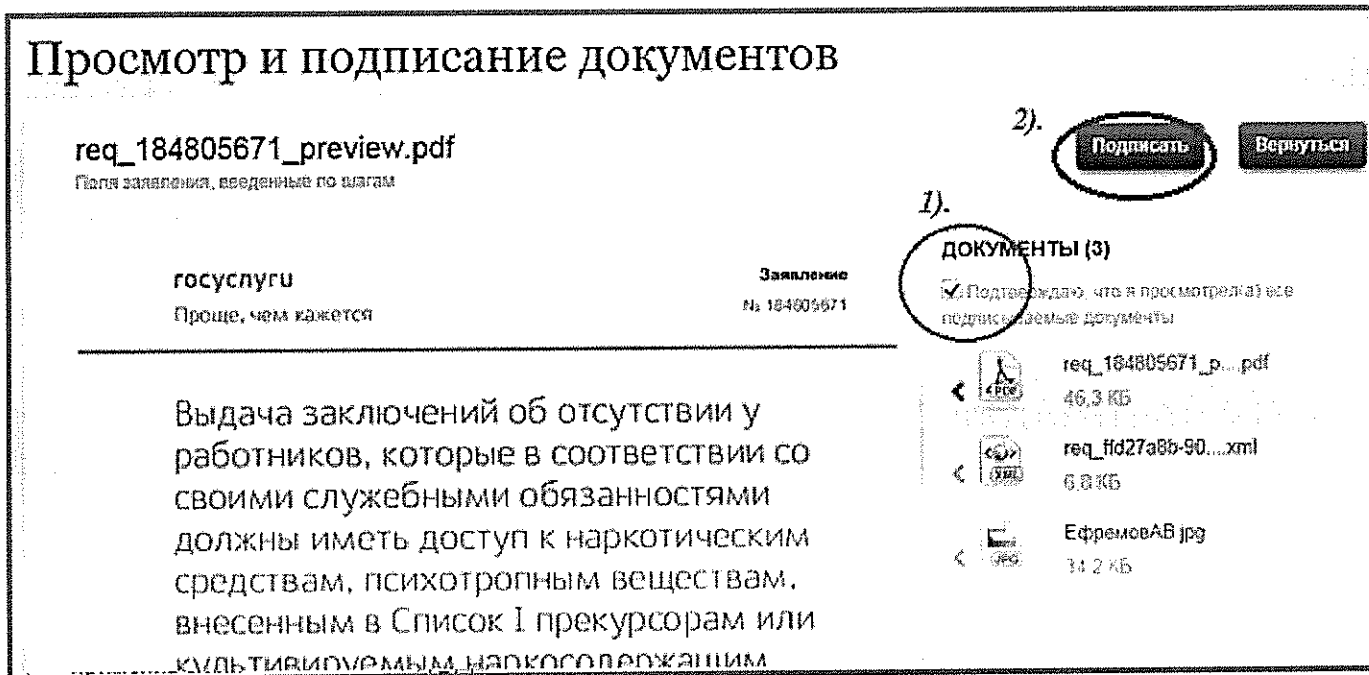 Просмотр и подписание документов
req_184805671_preview.pdf
Поля заявления, введенные по шагам
2).
Подписать
Вернуться
1).
госуслуги
Проще, чем кажется
Заявление
№ 184805671
ДОКУМЕНТЫ (3)
Подтверждаю, что я просмотрел(а) все
подписываемые документы
req_184805671_p....pdf
46,3 КБ
req_ffd27a8b-90....xml
6,8 КБ
ЕфремовАВ.jpg
34,2 КБ
Выдача заключений об отсутствии у
работников, которые в соответствии со
своими служебными обязанностями
должны иметь доступ к наркотическим
средствам, психотропным веществам,
внесенным в Список I прекурсорам или
культивируемым наркосодержащим